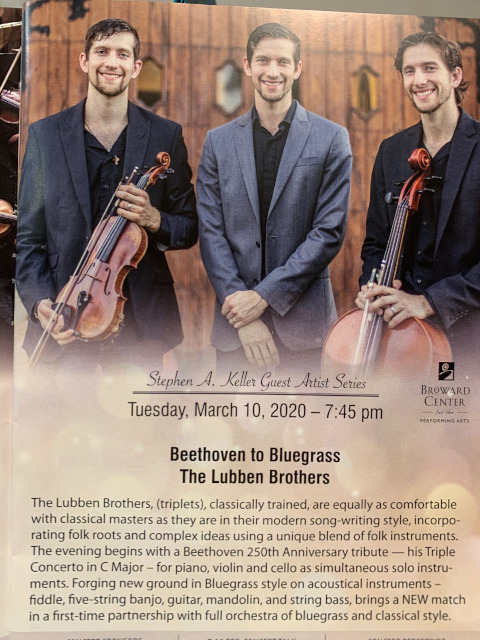 Stephen A. Keller Guest Artist Series
Tuesday, March 10, 2020 – 7:45 pm
BROWARD
CENTER
for the
PERFORMING ARTS
Beethoven to Bluegrass
The Lubben Brothers
The Lubben Brothers, (triplets), classically trained, are equally as comfortable
with classical masters as they are in their modern song-writing style, incorpo-
rating folk roots and complex ideas using a unique blend of folk instruments.
The evening begins with a Beethoven 250th Anniversary tribute — his Triple
Concerto in C Major – for piano, violin and cello as simultaneous solo instru-
ments. Forging new ground in Bluegrass style on acoustical instruments –
fiddle, five-string banjo, guitar, mandolin, and string bass, brings a NEW match
in a first-time partnership with full orchestra of bluegrass and classical style.